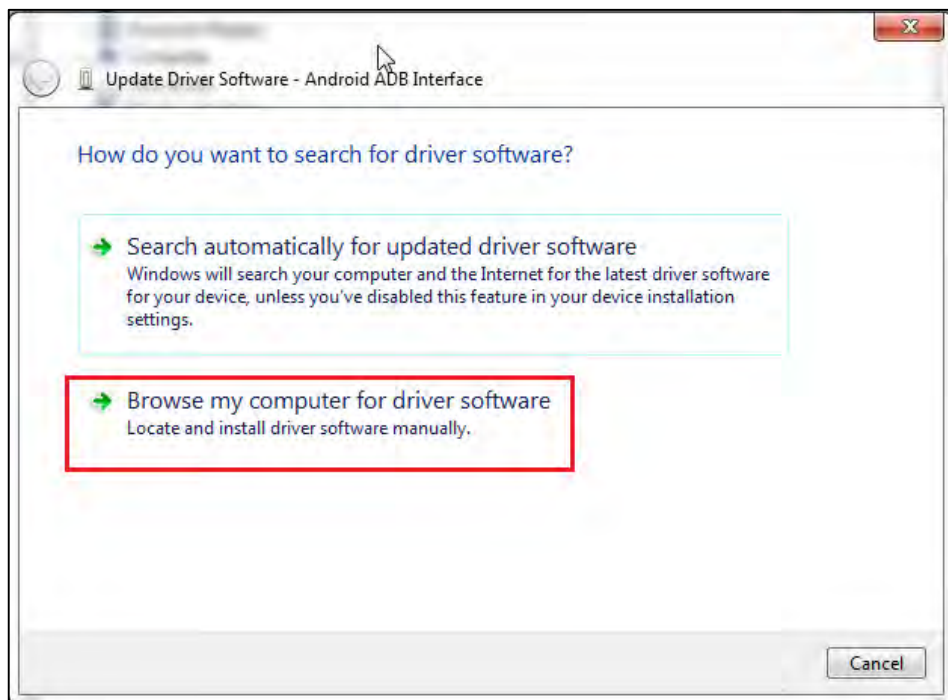 Update Driver Software - Android ADB Interface
How do you want to search for driver software?
Search automatically for updated driver software
Windows will search your computer and the Internet for the latest driver software
for your device, unless you've disabled this feature in your device installation
settings.
Browse my computer for driver software
Locate and install driver software manually.
Cancel